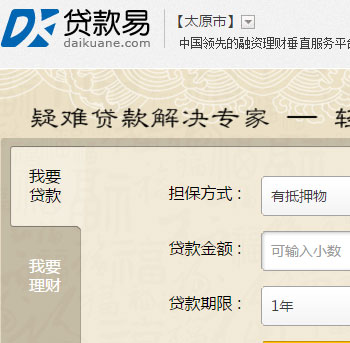 贷款易
daikuane.com
【太原市】
中国领先的融资理财垂直服务平台
疑难贷款解决专家 — 轻
我要
贷款
担保方式： 有抵押物
贷款金额： 可输入小数
我要
理财
贷款期限： 1年